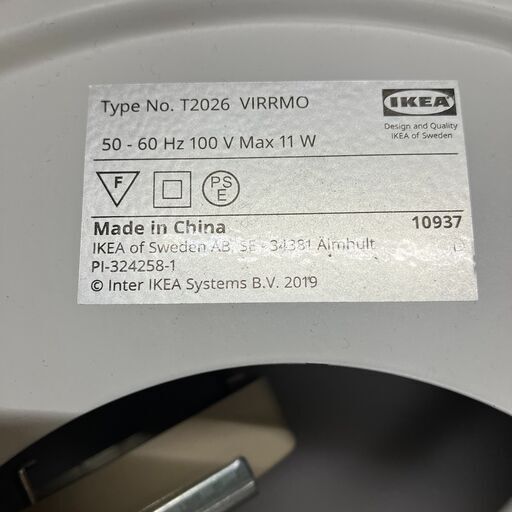 Type No. T2026 VIRRMO
IKEA
Design and Quality
IKEA of Sweden
50 - 60 Hz 100 V Max 11 W
F
PS
E
Made in China
10937
IKEA of Sweden AB, SE - 34381 Älmhult
PI-324258-1
© Inter IKEA Systems B.V. 2019